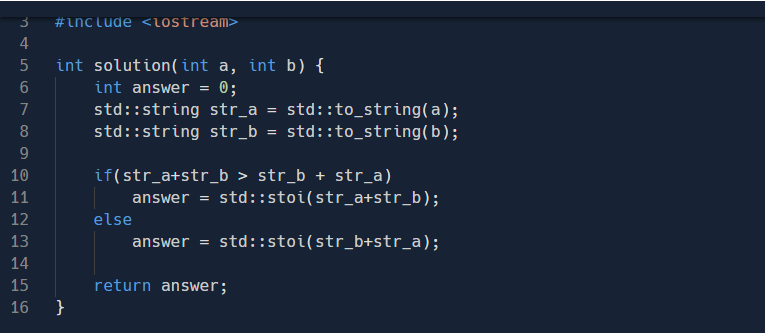 3 #include <iostream>
4
5 int solution(int a, int b) {
6 int answer = 0;
7 std::string str_a = std::to_string(a);
8 std::string str_b = std::to_string(b);
9
10 if(str_a+str_b > str_b + str_a)
11 answer = std::stoi(str_a+str_b);
12 else
13 answer = std::stoi(str_b+str_a);
14
15 return answer;
16 }